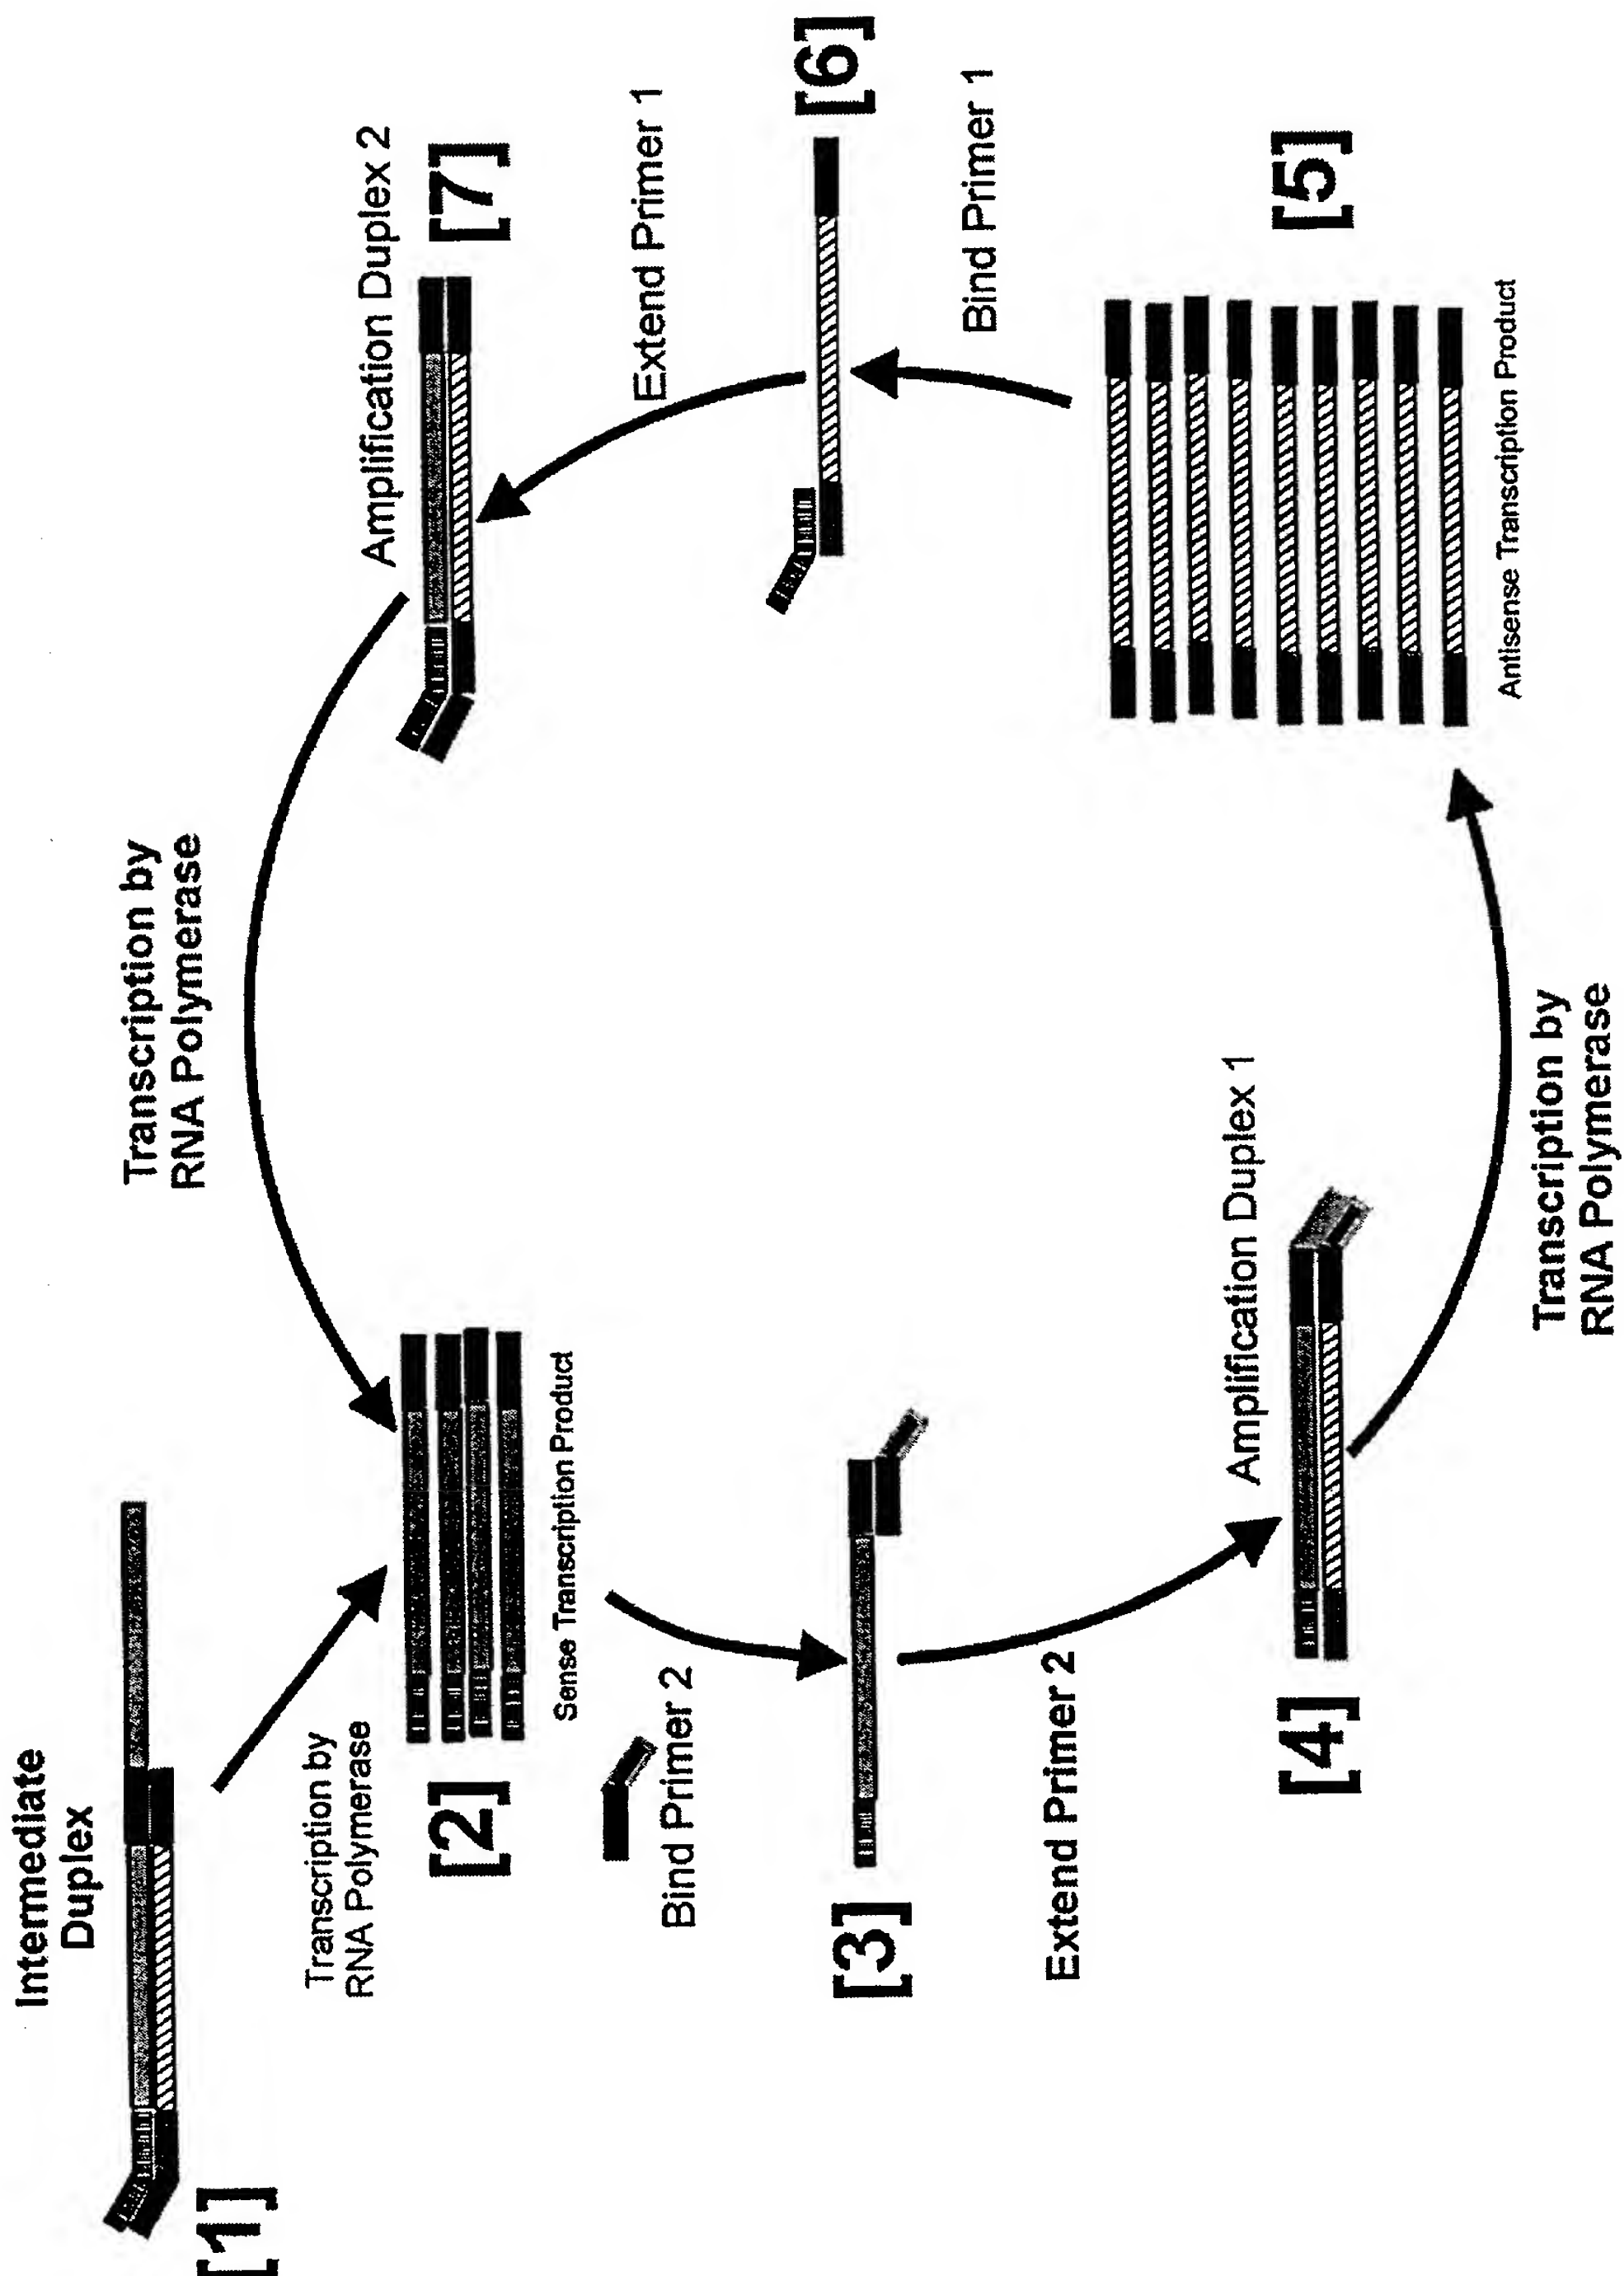 Intermediate
Duplex
[1]
Transcription by
RNA Polymerase
[2]
Sense Transcription Product
Bind Primer 2
[3]
Extend Primer 2
[4]
Amplification Duplex 1
Transcription by
RNA Polymerase
[5]
Antisense Transcription Product
Bind Primer 1
[6]
Extend Primer 1
Amplification Duplex 2
[7]
Transcription by
RNA Polymerase